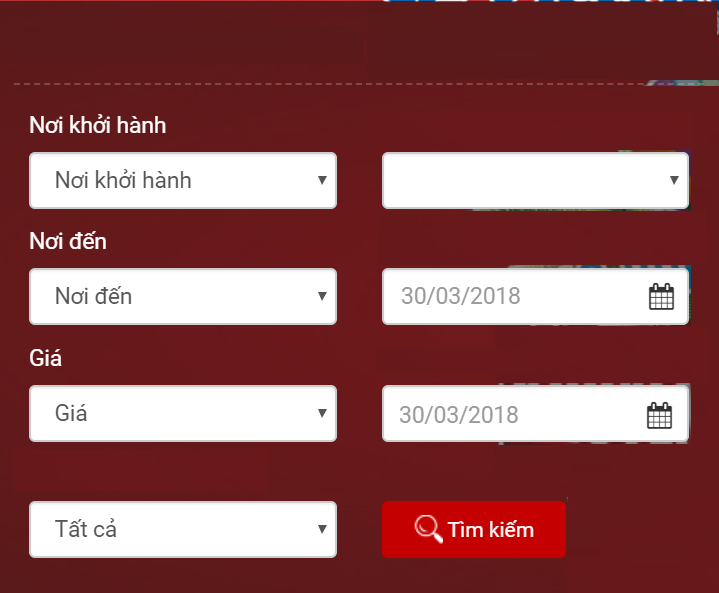 Nơi khởi hành
Nơi khởi hành
Nơi đến
Nơi đến
30/03/2018
Giá
Giá
30/03/2018
Tất cả
Tìm kiếm